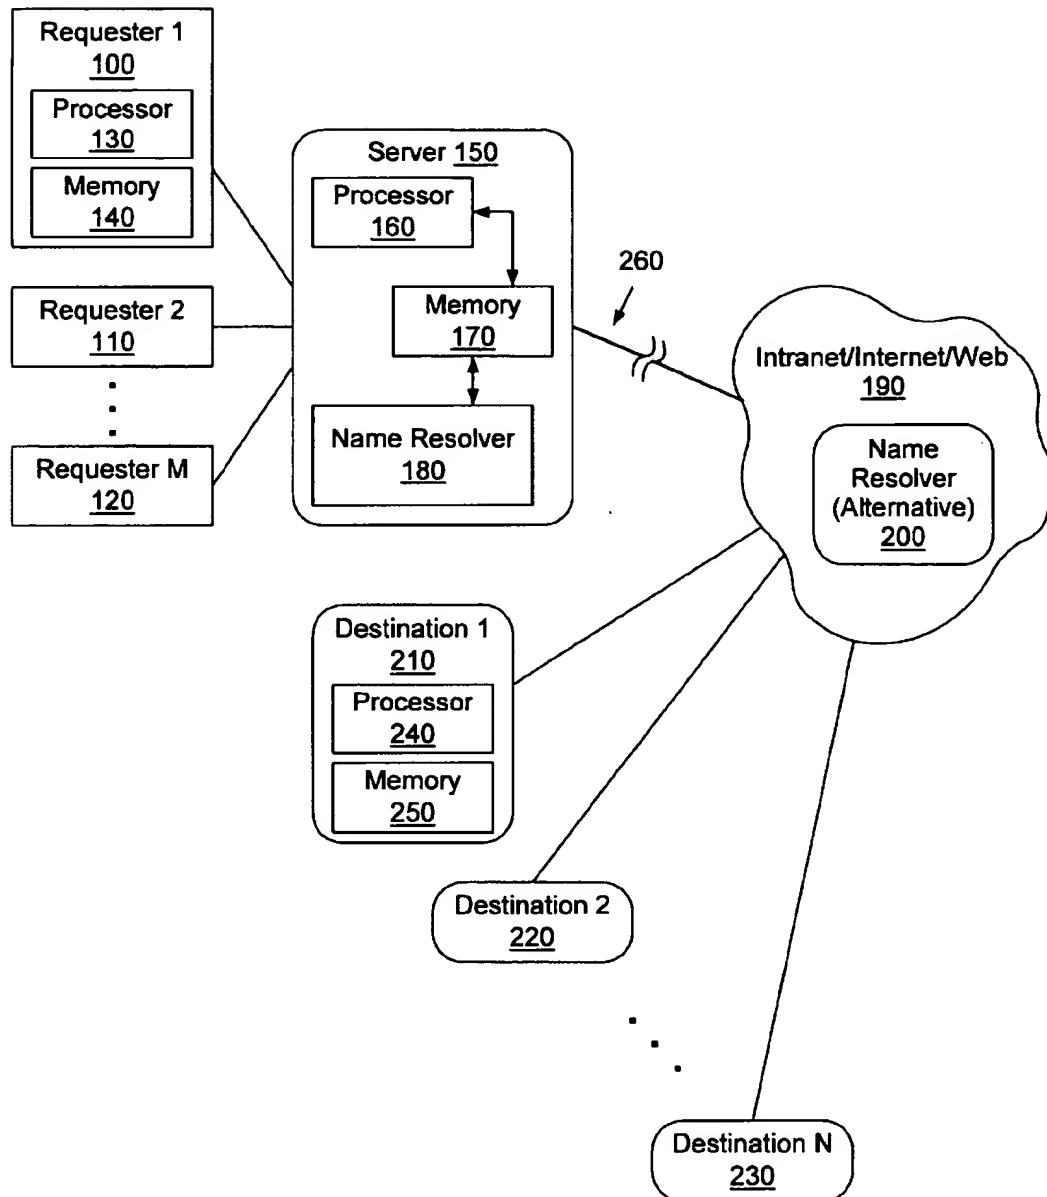 Requester 1
100
Processor
130
Memory
140
Requester 2
110
Requester M
120
Server 150
Processor
160
Memory
170
Name Resolver
180
260
Intranet/Internet/Web
190
Name
Resolver
(Alternative)
200
Destination 1
210
Processor
240
Memory
250
Destination 2
220
Destination N
230